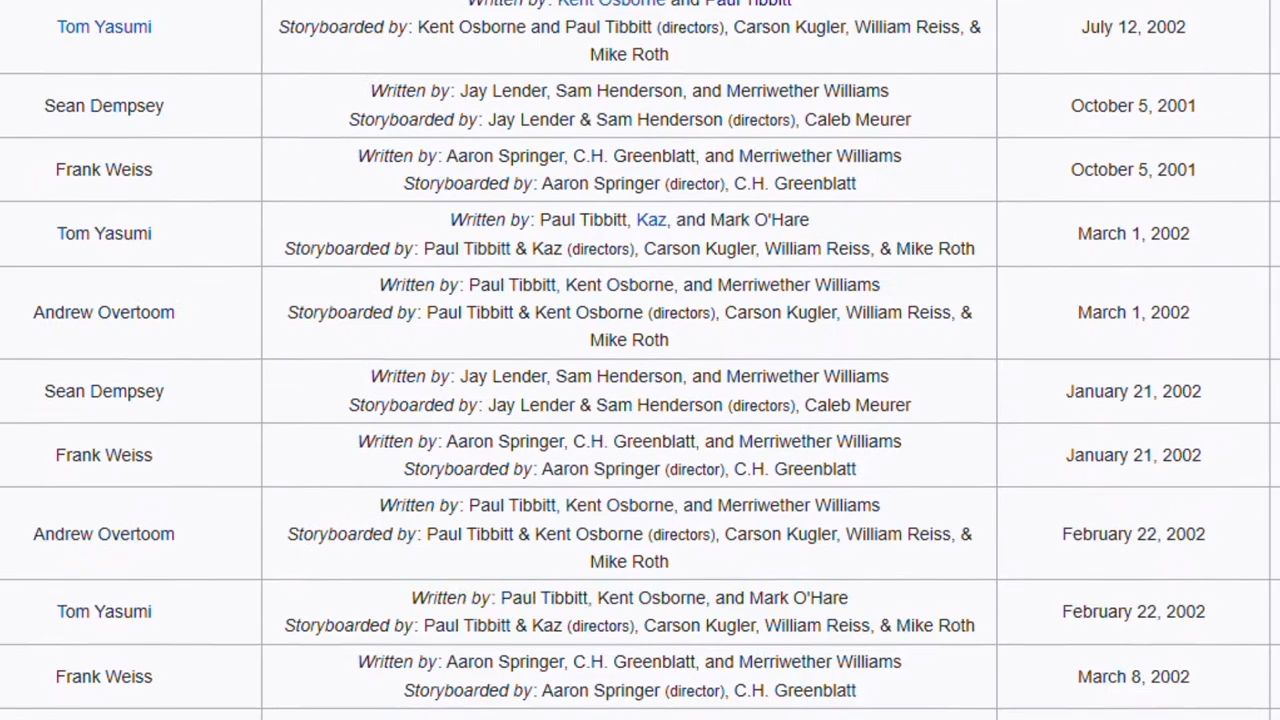 Written by: Kent Osborne and Paul Tibbitt
Tom Yasumi
Storyboarded by: Kent Osborne and Paul Tibbitt (directors), Carson Kugler, William Reiss, &
Mike Roth
July 12, 2002
Sean Dempsey
Written by: Jay Lender, Sam Henderson, and Merriwether Williams
Storyboarded by: Jay Lender & Sam Henderson (directors), Caleb Meurer
October 5, 2001
Frank Weiss
Written by: Aaron Springer, C.H. Greenblatt, and Merriwether Williams
Storyboarded by: Aaron Springer (director), C.H. Greenblatt
October 5, 2001
Tom Yasumi
Written by: Paul Tibbitt, Kaz, and Mark O'Hare
Storyboarded by: Paul Tibbitt & Kaz (directors), Carson Kugler, William Reiss, & Mike Roth
March 1, 2002
Andrew Overtoom
Written by: Paul Tibbitt, Kent Osborne, and Merriwether Williams
Storyboarded by: Paul Tibbitt & Kent Osborne (directors), Carson Kugler, William Reiss, &
Mike Roth
March 1, 2002
Sean Dempsey
Written by: Jay Lender, Sam Henderson, and Merriwether Williams
Storyboarded by: Jay Lender & Sam Henderson (directors), Caleb Meurer
January 21, 2002
Frank Weiss
Written by: Aaron Springer, C.H. Greenblatt, and Merriwether Williams
Storyboarded by: Aaron Springer (director), C.H. Greenblatt
January 21, 2002
Andrew Overtoom
Written by: Paul Tibbitt, Kent Osborne, and Merriwether Williams
Storyboarded by: Paul Tibbitt & Kent Osborne (directors), Carson Kugler, William Reiss, &
Mike Roth
February 22, 2002
Tom Yasumi
Written by: Paul Tibbitt, Kent Osborne, and Mark O'Hare
Storyboarded by: Paul Tibbitt & Kaz (directors), Carson Kugler, William Reiss, & Mike Roth
February 22, 2002
Frank Weiss
Written by: Aaron Springer, C.H. Greenblatt, and Merriwether Williams
Storyboarded by: Aaron Springer (director), C.H. Greenblatt
March 8, 2002